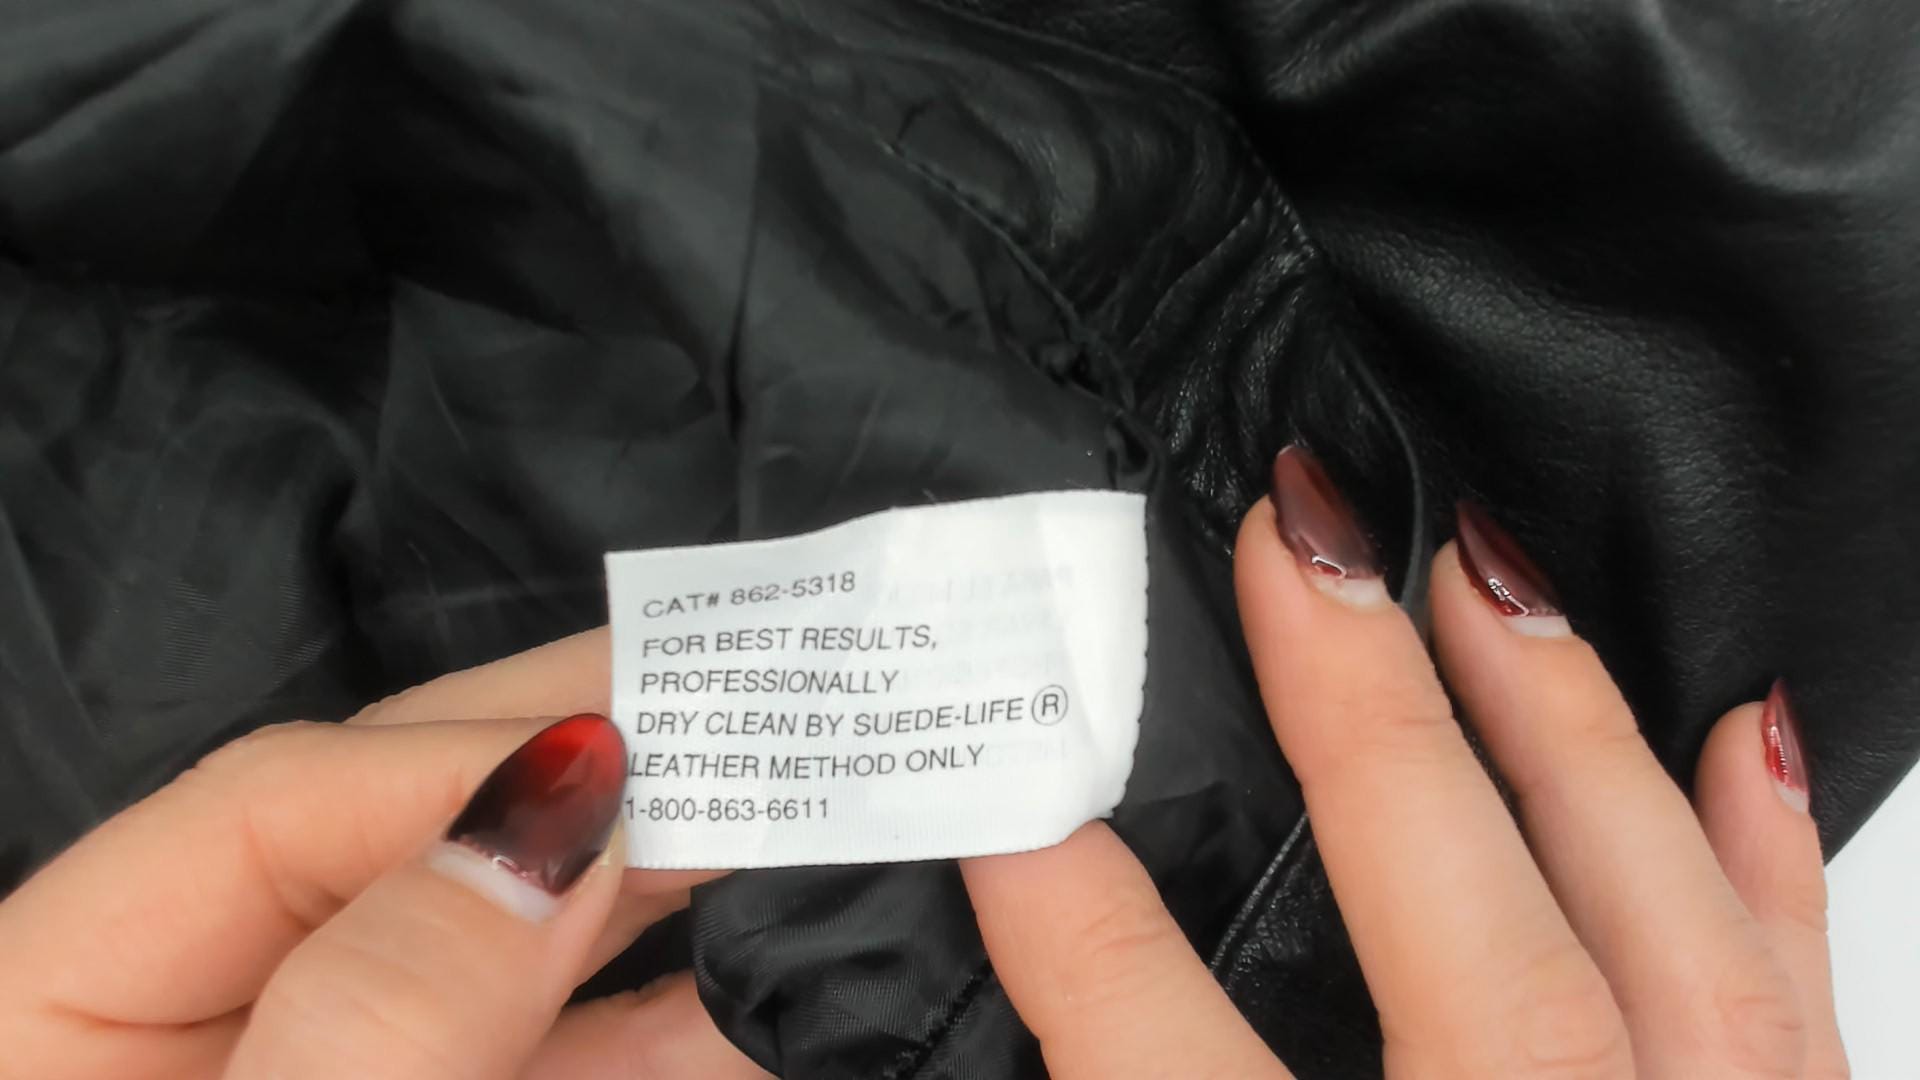 CAT# 862-5318
FOR BEST RESULTS,
PROFESSIONALLY
DRY CLEAN BY SUEDE-LIFE ®
LEATHER METHOD ONLY
1-800-863-6611